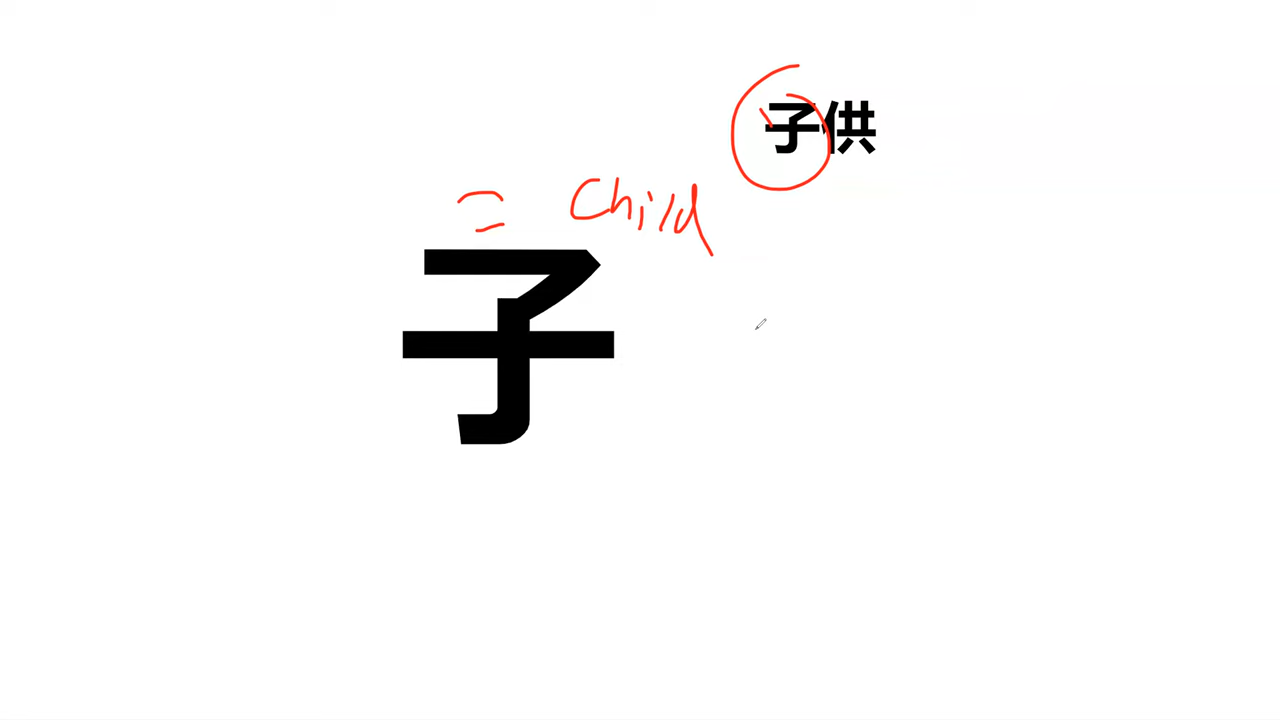 子供
= Child
子